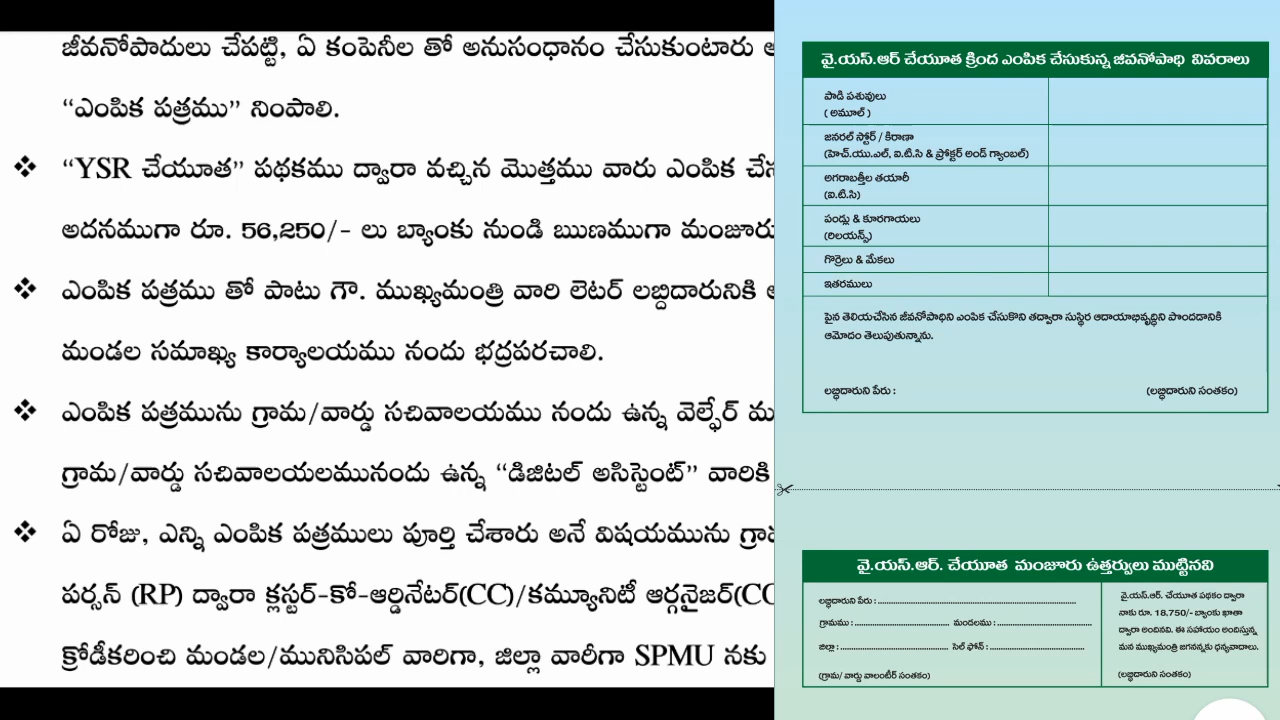 జీవనోపాదులు చేపట్టి, ఏ కంపెనీల తో అనుసంధానం చేసుకుంటారు
“ఎంపిక పత్రము” నింపాలి.
❖ “YSR చేయూత” పథకము ద్వారా వచ్చిన మొత్తము వారు ఎంపిక
అదనముగా రూ. 56,250/- లు బ్యాంకు నుండి ఋణముగా
❖ ఎంపిక పత్రము తో పాటు గౌ. ముఖ్యమంత్రి వారి లెటర్ లబ్దిదారునికి
మండల సమాఖ్య కార్యాలయము నందు భద్రపరచాలి.
❖ ఎంపిక పత్రమును గ్రామ/వార్డు సచివాలయము నందు ఉన్న వెల్ఫేర్
గ్రామ/వార్డు సచివాలయలమునందు ఉన్న “డిజిటల్ అసిస్టెంట్” వారికి
❖ ఏ రోజు, ఎన్ని ఎంపిక పత్రములు పూర్తి చేశారు అనే విషయమును
పర్సన్ (RP) ద్వారా క్లస్టర్-కో-ఆర్డినేటర్(CC)/కమ్యూనిటీ
క్రోడీకరించి మండల/మునిసిపల్ వారిగా, జిల్లా వారీగా SPMU నకు
వై.యస్.ఆర్ చేయూత క్రింద ఎంపిక చేసుకున్న జీవనోపాధి వివరాలు
పాడి పశువులు
( అమూల్ )
జనరల్ స్టోర్ / కిరాణా
(హెచ్.యు.ఎల్, ఐ.టి.సి & ప్రోక్టర్ అండ్ గ్యాంబల్)
అగరాబత్తీల తయారీ
(ఐ.టి.సి)
పండ్లు & కూరగాయలు
(రిలయన్స్)
గొర్రెలు & మేకలు
ఇతరములు
పైన తెలియచేసిన జీవనోపాధిని ఎంపిక చేసుకొని తద్వారా సుస్థిర ఆదాయాభివృద్ధిని పొందడానికి
ఆమోదం తెలుపుతున్నాను.
లబ్ధిదారుని పేరు : (లబ్ధిదారుని సంతకం)
వై.యస్.ఆర్. చేయూత మంజూరు ఉత్తర్వులు ముట్టినవి
లబ్ధిదారుని పేరు :
గ్రామము : మండలము :
జిల్లా : సెల్ ఫోన్ :
(గ్రామ/ వార్డు వాలంటీర్ సంతకం)
వై.యస్.ఆర్. చేయూత పథకం ద్వారా
నాకు రూ. 18,750/- బ్యాంకు ఖాతా
ద్వారా అందినవి. ఈ సహాయం అందిస్తున్న
మన ముఖ్యమంత్రి జగనన్నకు ధన్యవాదాలు.
(లబ్ధిదారుని సంతకం)